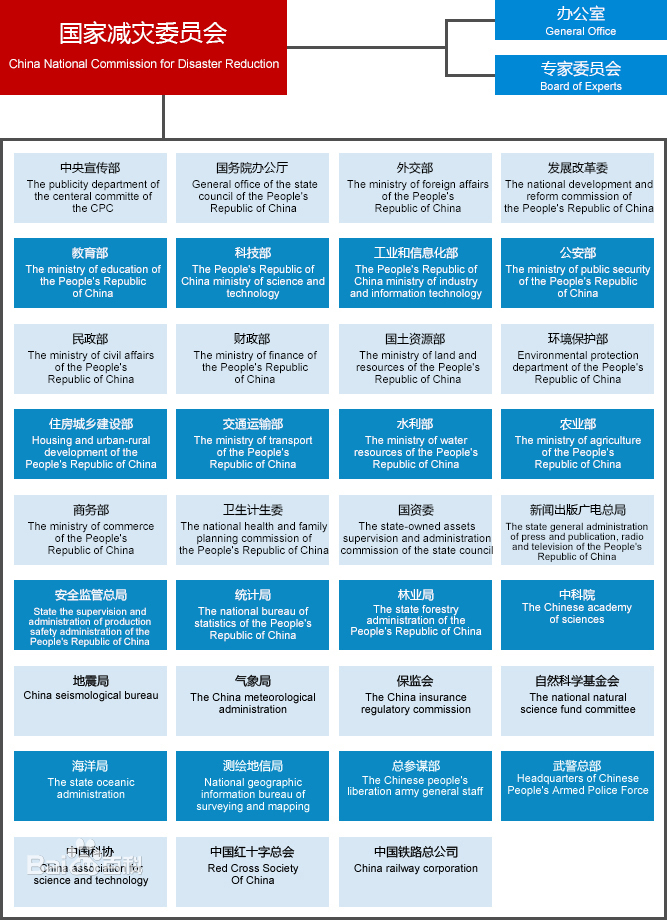 国家减灾委员会
China National Commission for Disaster Reduction
办公室
General Office
专家委员会
Board of Experts
中央宣传部
The publicity department of
the centeral committe of
the CPC
国务院办公厅
General office of the state
council of the People's
Republic of China
外交部
The ministry of foreign affairs
of the People's
Republic of China
发展改革委
The national development and
reform commission of
the People's Republic of China
教育部
The ministry of education of
the People's Republic
of China
科技部
The People's Republic of
China ministry of science and
technology
工业和信息化部
The People's Republic of
China ministry of industry
and information technology
公安部
The ministry of public security
of the People's Republic
of China
民政部
The ministry of civil affairs
of the People's
Republic of China
财政部
The ministry of finance of
the People's Republic
of China
国土资源部
The ministry of land and
resources of the People's
Republic of China
环境保护部
Environmental protection
department of the People's
Republic of China
住房城乡建设部
Housing and urban-rural
development of the
People's Republic of China
交通运输部
The ministry of transport
of the People's
Republic of China
水利部
The ministry of water
resources of the People's
Republic of China
农业部
The ministry of agriculture
of the People's
Republic of China
商务部
The ministry of commerce
of the People's
Republic of China
卫生计生委
The national health and family
planning commission of
the People's Republic of China
国资委
The state-owned assets
supervision and administration
commission of the state council
新闻出版广电总局
The state general administration
of press and publication, radio
and television of the People's
Republic of China
安全监管总局
State the supervision and
administration of production
safety administration of the
People's Republic of China
统计局
The national bureau of
statistics of the People's
Republic of China
林业局
The state forestry
administration of the
People's Republic of China
中科院
The Chinese academy
of sciences
地震局
China seismological bureau
气象局
The China meteorological
administration
保监会
The China insurance
regulatory commission
自然科学基金会
The national natural
science fund committee
海洋局
The state oceanic
administration
测绘地信局
National geographic
information bureau of
surveying and mapping
总参谋部
The Chinese people's
liberation army general staff
武警总部
Headquarters of Chinese
People's Armed Police Force
中国科协
China association for
science and technology
中国红十字总会
Red Cross Society
Of China
中国铁路总公司
China railway corporation
Bai百科